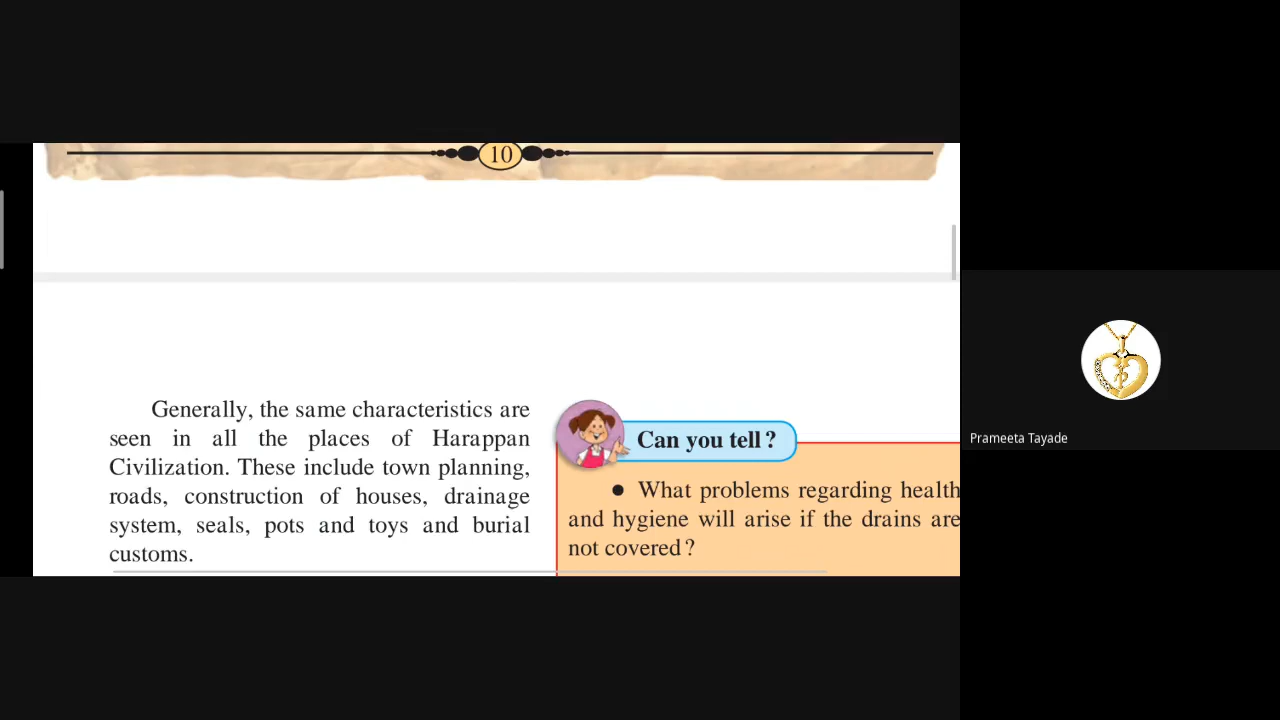 10
Generally, the same characteristics are
seen in all the places of Harappan
Civilization. These include town planning,
roads, construction of houses, drainage
system, seals, pots and toys and burial
customs.
Can you tell ?
● What problems regarding health
and hygiene will arise if the drains are
not covered ?
Prameeta Tayade